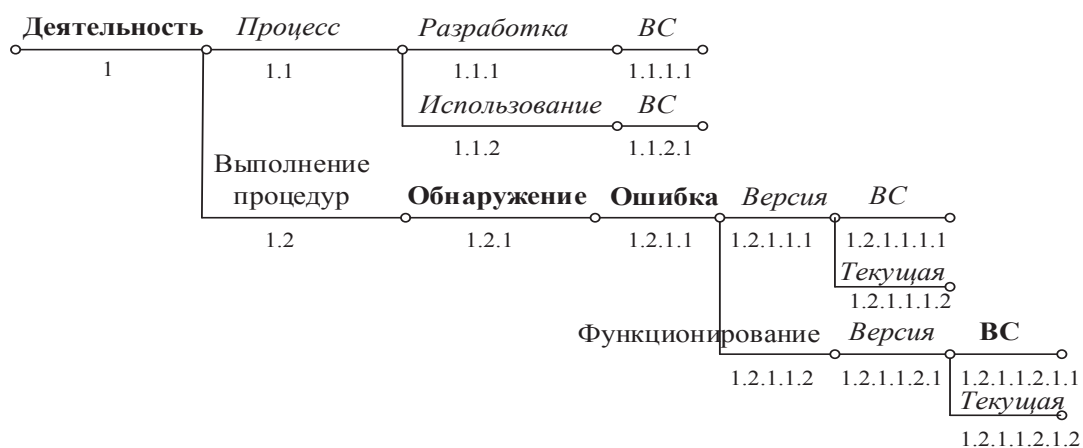 Деятельность Процесс Разработка ВС
1 1.1 1.1.1 1.1.1.1
Использование ВС
1.1.2 1.1.2.1
Выполнение
процедур Обнаружение Ошибка Версия ВС
1.2 1.2.1 1.2.1.1 1.2.1.1.1 1.2.1.1.1.1
Текущая
1.2.1.1.1.2
Функционирование Версия ВС
1.2.1.1.2 1.2.1.1.2.1 1.2.1.1.2.1.1
Текущая
1.2.1.1.2.1.2